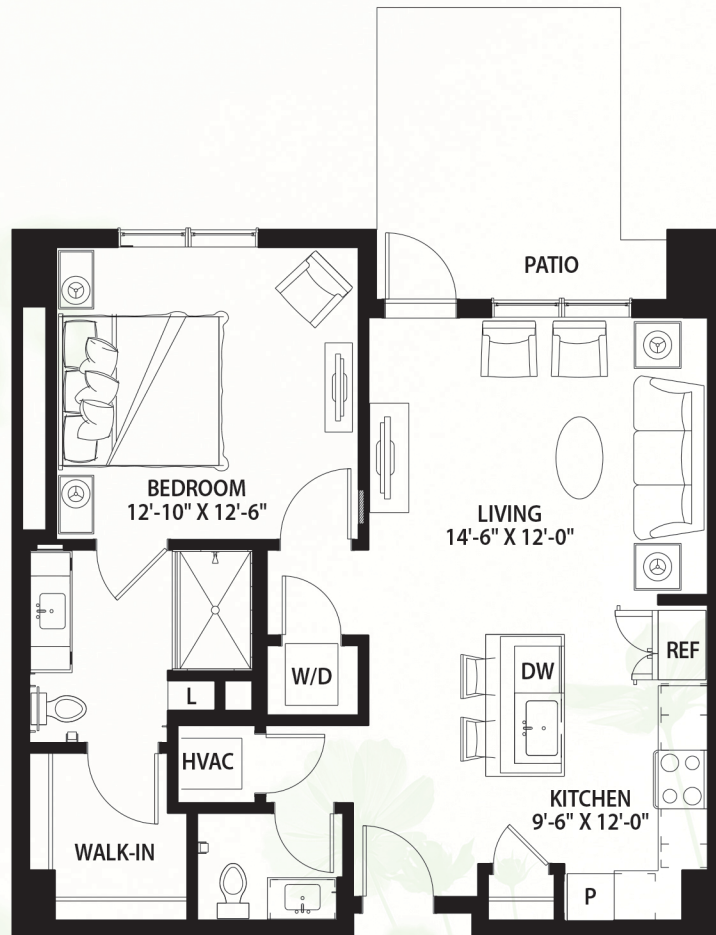 PATIO
BEDROOM
12'-10" X 12'-6"
LIVING
14'-6" X 12'-0"
REF
W/D
DW
L
HVAC
KITCHEN
9'-6" X 12'-0"
WALK-IN
P